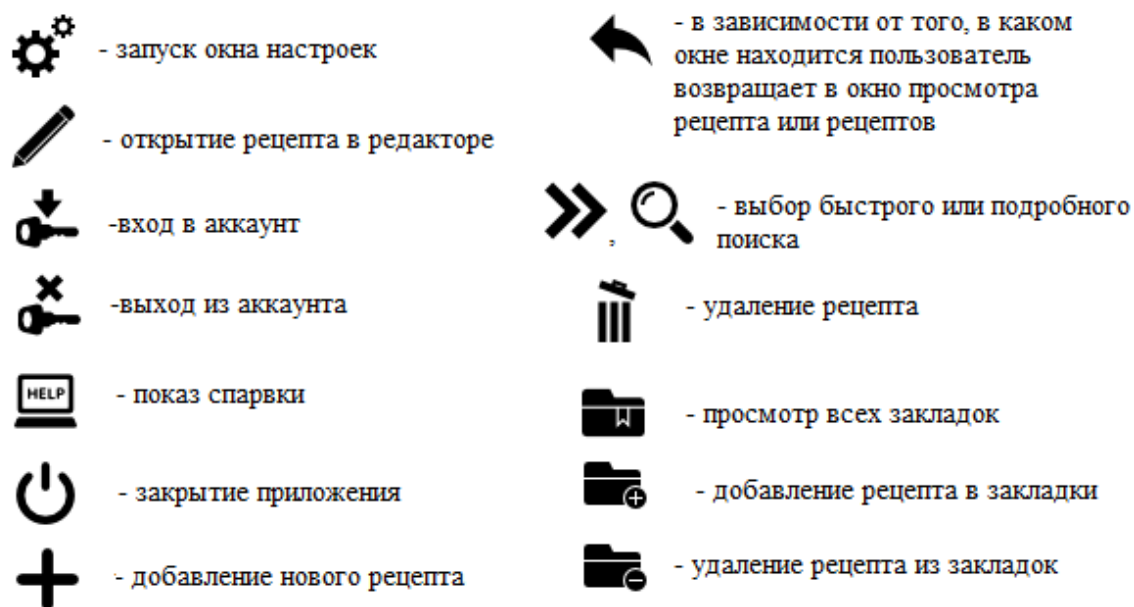 - запуск окна настроек
- открытие рецепта в редакторе
-вход в аккаунт
-выход из аккаунта
HELP
- показ спарвки
- закрытие приложения
- добавление нового рецепта
- в зависимости от того, в каком
окне находится пользователь
возвращает в окно просмотра
рецепта или рецептов
,
- выбор быстрого или подробного
поиска
- удаление рецепта
- просмотр всех закладок
- добавление рецепта в закладки
- удаление рецепта из закладок